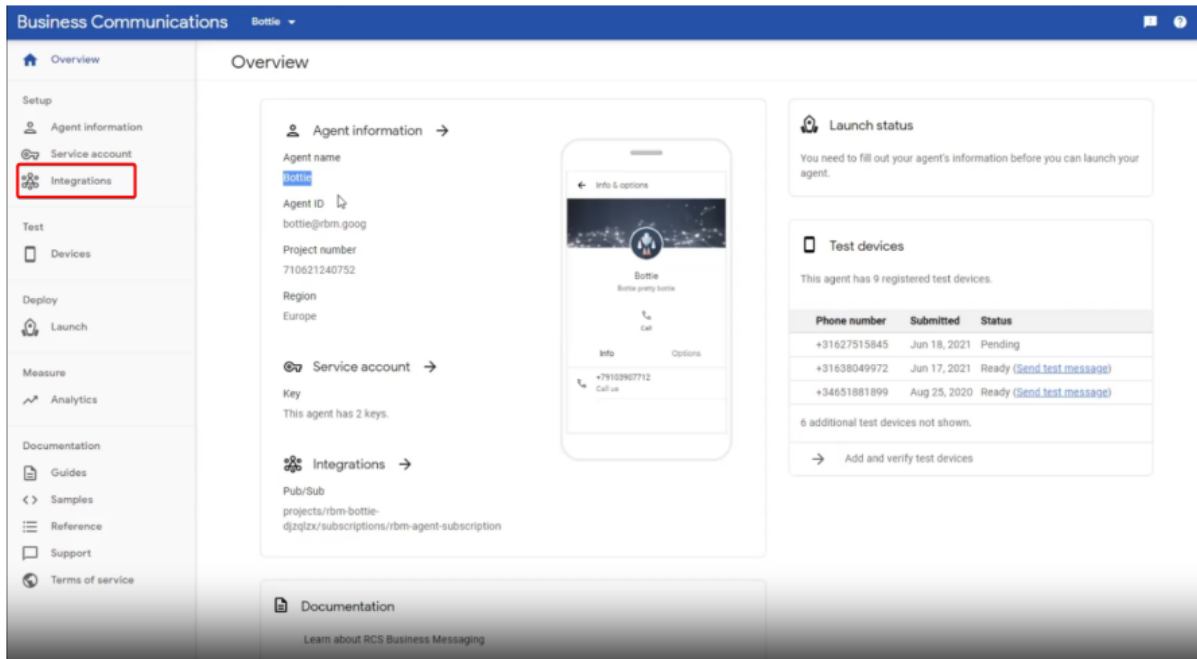 Business Communications
Bottie
Overview
Setup
Agent information
Service account
Integrations
Test
Devices
Deploy
Launch
Measure
Analytics
Documentation
Guides
Samples
Reference
Support
Terms of service
Overview
Agent information
Agent name
Bottie
Agent ID
bottie@rbm.goog
Project number
710621240752
Region
Europe
Service account
Key
This agent has 2 keys.
Integrations
Pub/Sub
projects/rbm-bottie-
djzqlzx/subscriptions/rbm-agent-subscription
Info & options
Bottie
Bottie pretty bottie
Call
Info Options
+79103907712
Call us
Documentation
Learn about RCS Business Messaging
Launch status
You need to fill out your agent's information before you can launch your
agent.
Test devices
This agent has 9 registered test devices.
Phone number Submitted Status
+31627515845 Jun 18, 2021 Pending
+31638049972 Jun 17, 2021 Ready (Send test message)
+34651881899 Aug 25, 2020 Ready (Send test message)
6 additional test devices not shown.
Add and verify test devices